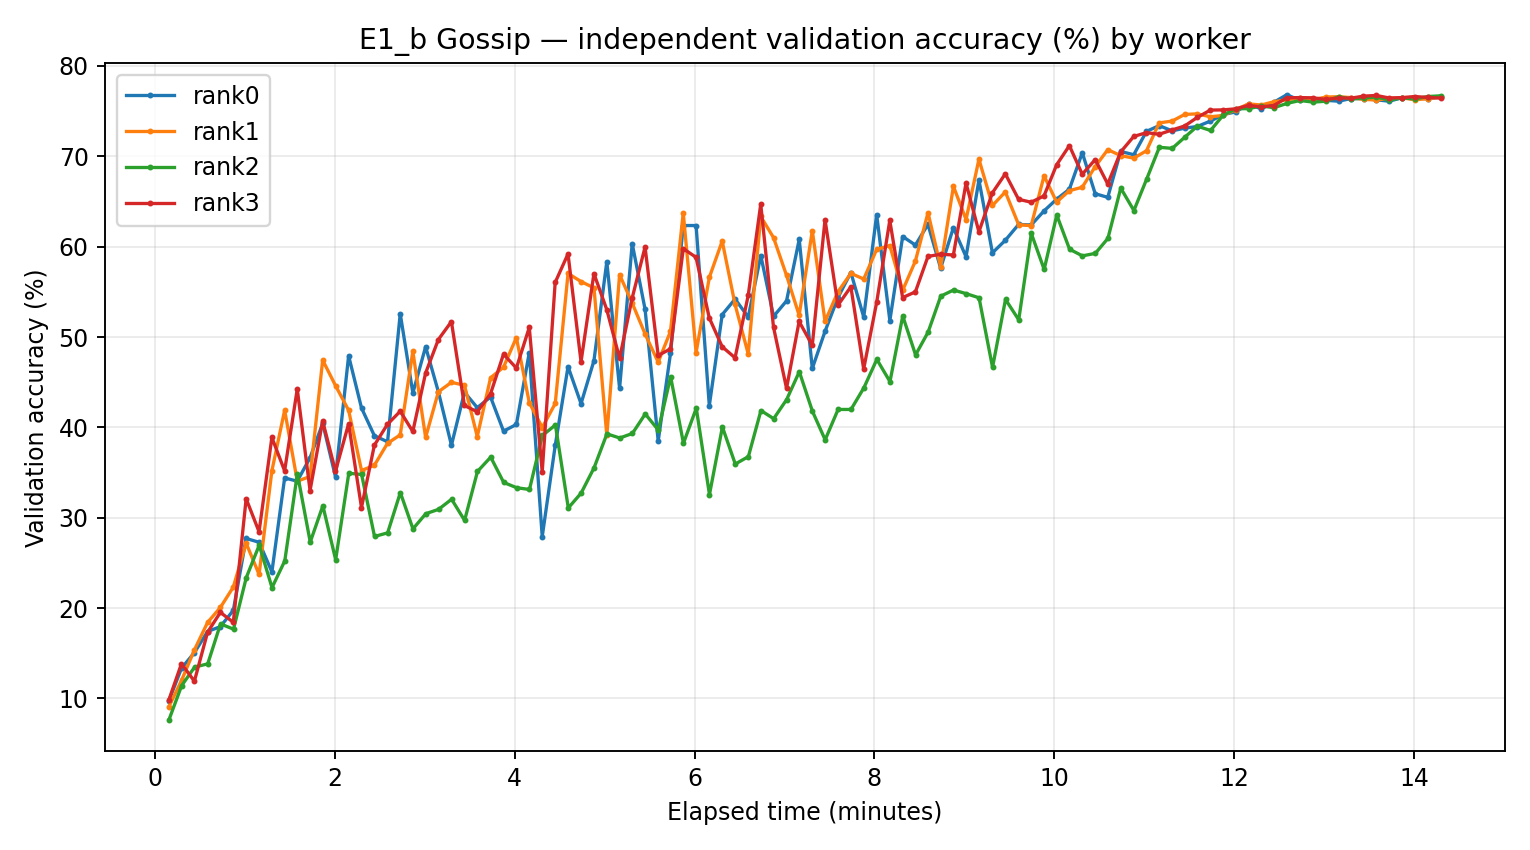 E1_b Gossip — independent validation accuracy (%) by worker
rank0
rank1
rank2
rank3
Validation accuracy (%)
80
70
60
50
40
30
20
10
0 2 4 6 8 10 12 14
Elapsed time (minutes)